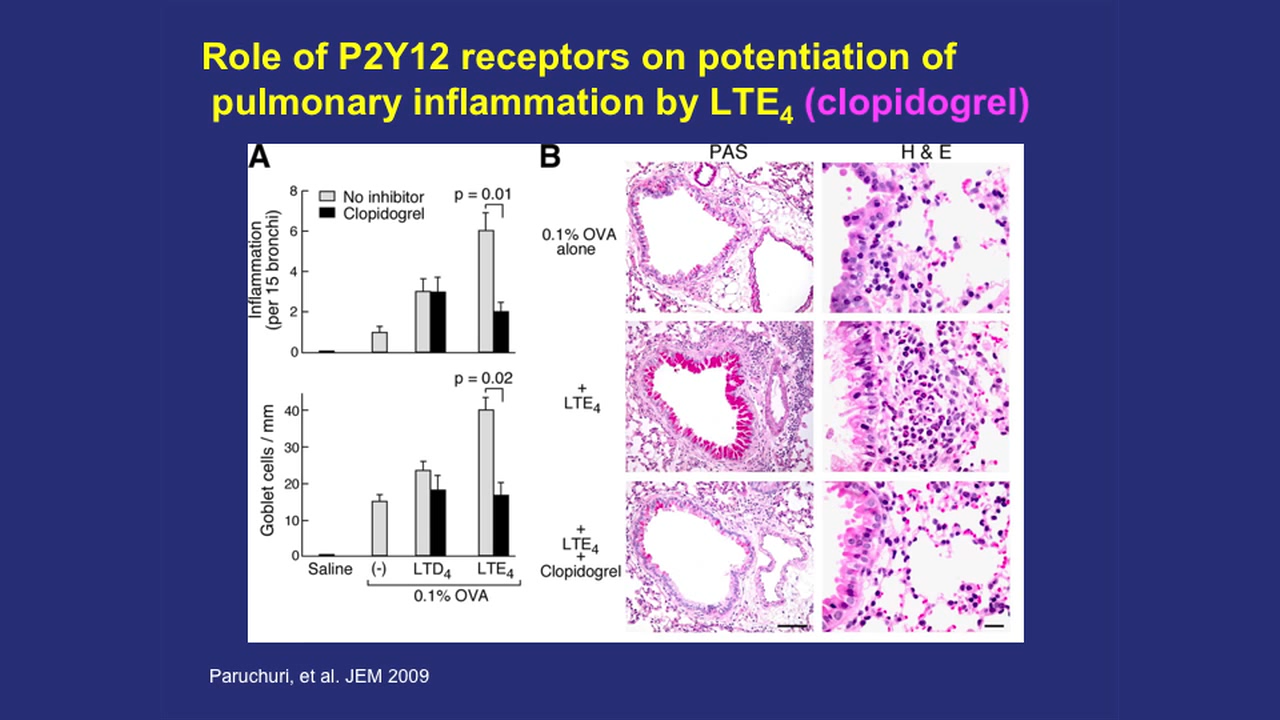 Role of P2Y12 receptors on potentiation of
pulmonary inflammation by LTE4 (clopidogrel)
A
8
6
4
2
0
Inflammation
(per 15 bronchi)
No inhibitor
Clopidogrel
p = 0.01
40
30
20
10
0
Goblet cells / mm
p = 0.02
Saline
(-)
LTD4
LTE4
0.1% OVA
B
PAS
H & E
0.1% OVA
alone
+
LTE4
+
LTE4
+
Clopidogrel
Paruchuri, et al. JEM 2009